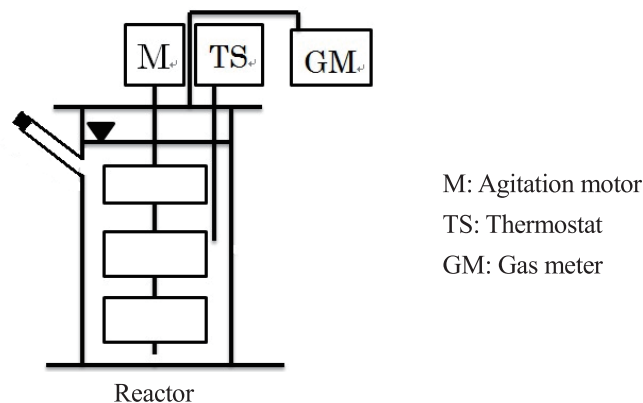 M↵
TS↵
GM↵
M: Agitation motor
TS: Thermostat
GM: Gas meter
Reactor